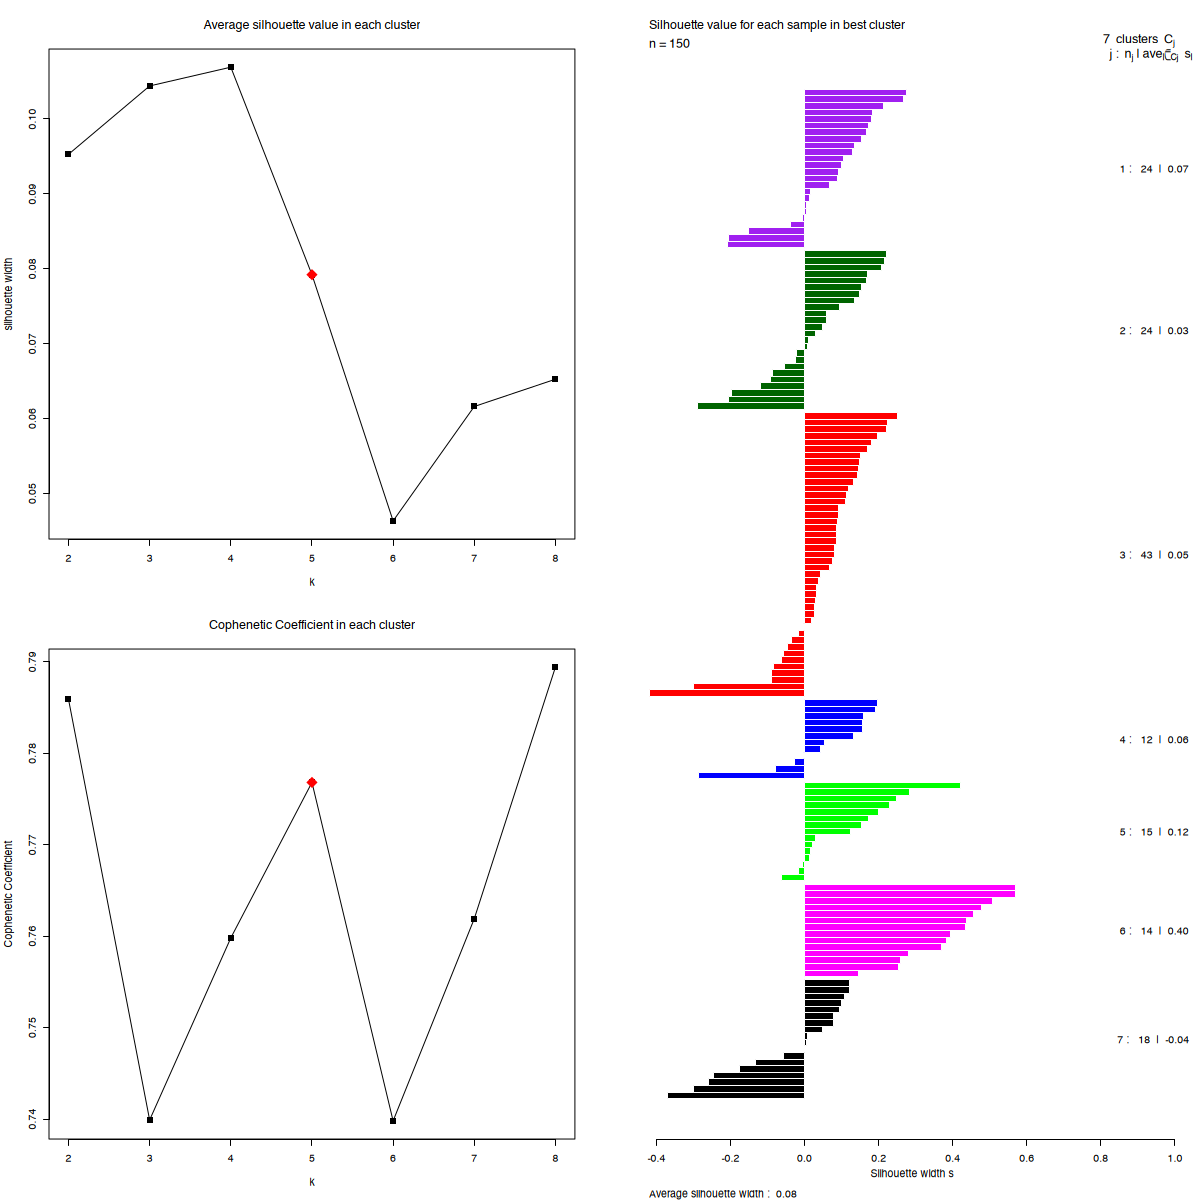 Average silhouette value in each cluster
silhouette width
0.10
0.09
0.08
0.07
0.06
0.05
2 3 4 5 6 7 8
k
Cophenetic Coefficient in each cluster
Cophenetic Coefficient
0.79
0.78
0.77
0.76
0.75
0.74
2 3 4 5 6 7 8
k
Silhouette value for each sample in best cluster
n = 150
7 clusters Cj
j : nj | avei∈Cj si
1 : 24 | 0.07
2 : 24 | 0.03
3 : 43 | 0.05
4 : 12 | 0.06
5 : 15 | 0.12
6 : 14 | 0.40
7 : 18 | -0.04
-0.4 -0.2 0.0 0.2 0.4 0.6 0.8 1.0
Silhouette width s
Average silhouette width : 0.08